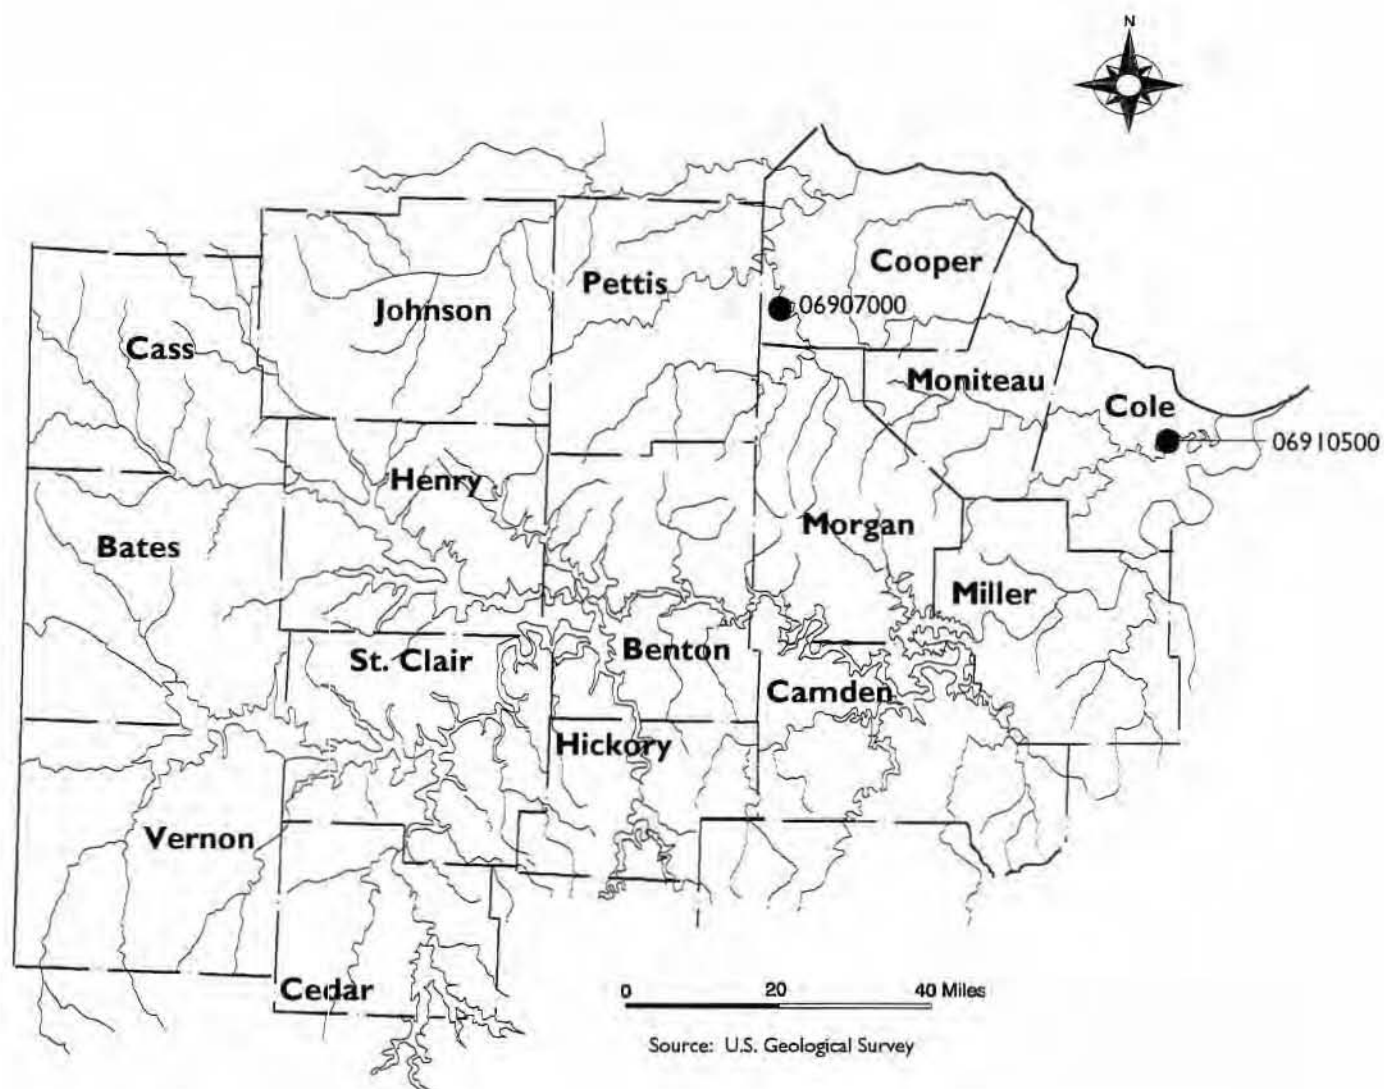 N
Cooper
Pettis
06907000
Johnson
Cass
Moniteau
Cole
06910500
Henry
Morgan
Bates
Miller
Benton
St. Clair
Camden
Hickory
Vernon
Cedar
0 20 40 Miles
Source: U.S. Geological Survey